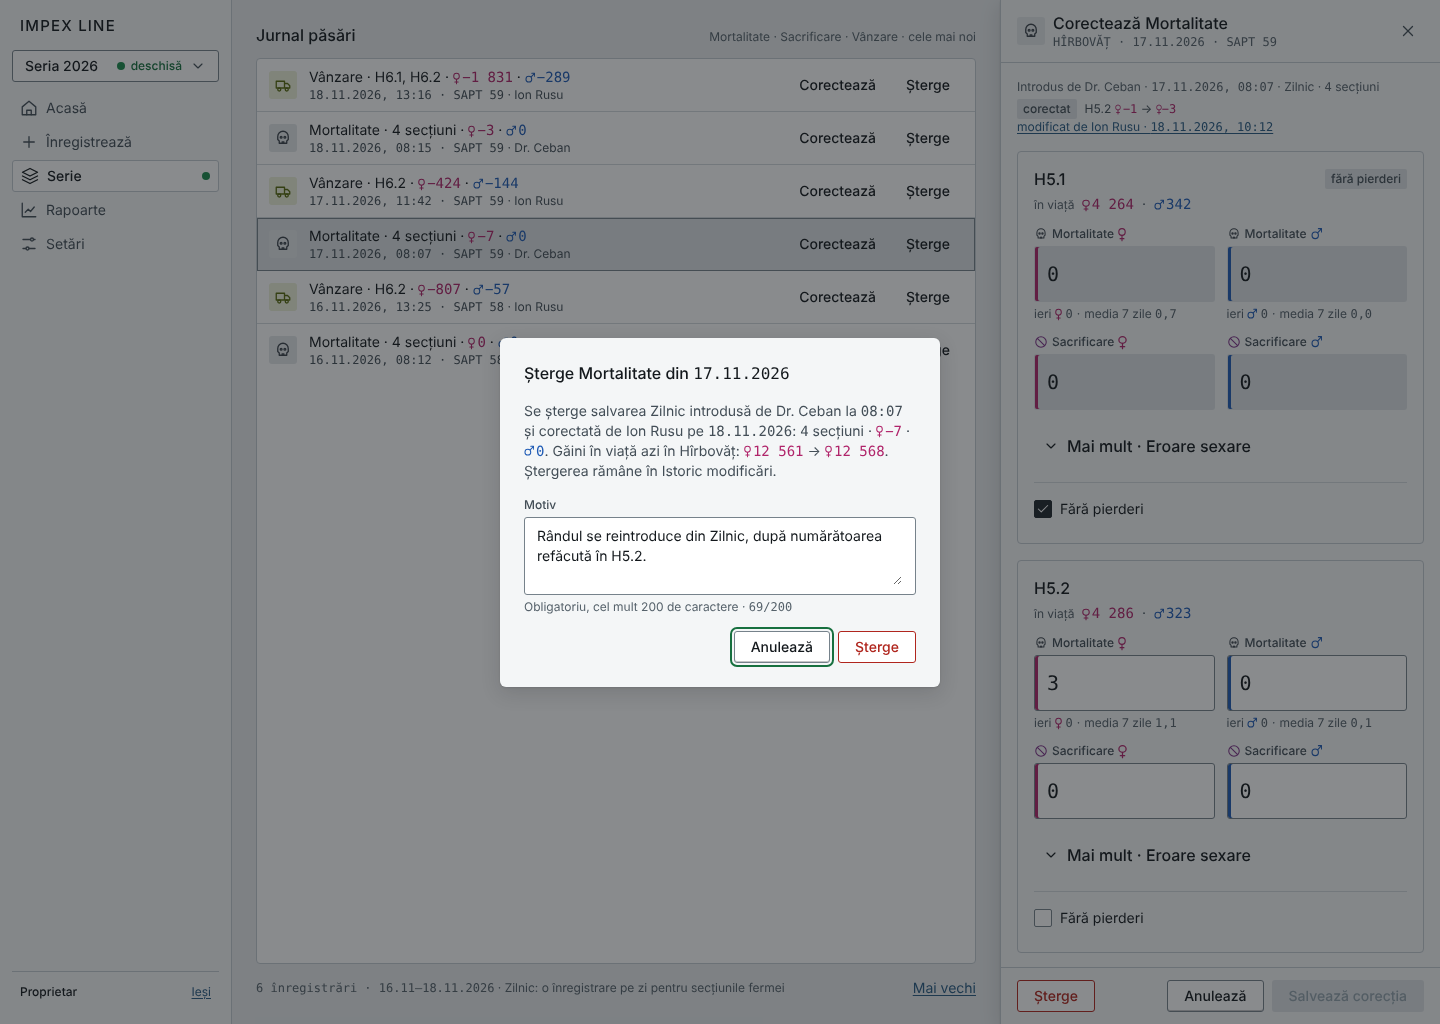 IMPEX LINE
Seria 2026 deschisă
Acasă
Înregistrează
Serie
Rapoarte
Setări
Proprietar Ieși
Jurnal păsări
Mortalitate · Sacrificare · Vânzare · cele mai noi
Vânzare · H6.1, H6.2 · ♀−1 831 · ♂−289
18.11.2026, 13:16 · SAPT 59 · Ion Rusu
Corectează Șterge
Mortalitate · 4 secțiuni · ♀−3 · ♂0
18.11.2026, 08:15 · SAPT 59 · Dr. Ceban
Corectează Șterge
Vânzare · H6.2 · ♀−424 · ♂−144
17.11.2026, 11:42 · SAPT 59 · Ion Rusu
Corectează Șterge
Mortalitate · 4 secțiuni · ♀−7 · ♂0
17.11.2026, 08:07 · SAPT 59 · Dr. Ceban
Corectează Șterge
Vânzare · H6.2 · ♀−807 · ♂−57
16.11.2026, 13:25 · SAPT 58 · Ion Rusu
Corectează Șterge
Mortalitate · 4 secțiuni · ♀0 ·
16.11.2026, 08:12 · SAPT 58
6 înregistrări · 16.11–18.11.2026 · Zilnic: o înregistrare pe zi pentru secțiunile fermei
Mai vechi
Șterge Mortalitate din 17.11.2026
Se șterge salvarea Zilnic introdusă de Dr. Ceban la 08:07
și corectată de Ion Rusu pe 18.11.2026: 4 secțiuni · ♀−7 ·
♂0. Găini în viață azi în Hîrbovăț: ♀12 561 → ♀12 568.
Ștergerea rămâne în Istoric modificări.
Motiv
Rândul se reintroduce din Zilnic, după numărătoarea
refăcută în H5.2.
Obligatoriu, cel mult 200 de caractere · 69/200
Anulează Șterge
Corectează Mortalitate
HÎRBOVĂȚ · 17.11.2026 · SAPT 59
Introdus de Dr. Ceban · 17.11.2026, 08:07 · Zilnic · 4 secțiuni
corectat H5.2 ♀−1 → ♀−3
modificat de Ion Rusu · 18.11.2026, 10:12
H5.1 fără pierderi
în viață ♀4 264 · ♂342
Mortalitate ♀ Mortalitate ♂
0 0
ieri ♀0 · media 7 zile 0,7 ieri ♂0 · media 7 zile 0,0
Sacrificare ♀ Sacrificare ♂
0 0
Mai mult · Eroare sexare
Fără pierderi
H5.2
în viață ♀4 286 · ♂323
Mortalitate ♀ Mortalitate ♂
3 0
ieri ♀0 · media 7 zile 1,1 ieri ♂0 · media 7 zile 0,1
Sacrificare ♀ Sacrificare ♂
0 0
Mai mult · Eroare sexare
Fără pierderi
Șterge Anulează Salvează corecția